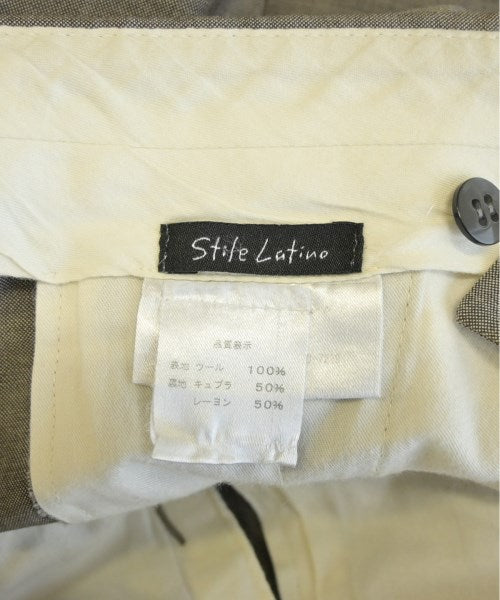 Stile Latino
品質表示
表地 ウール 100%
裏地 キュプラ 50%
レーヨン 50%